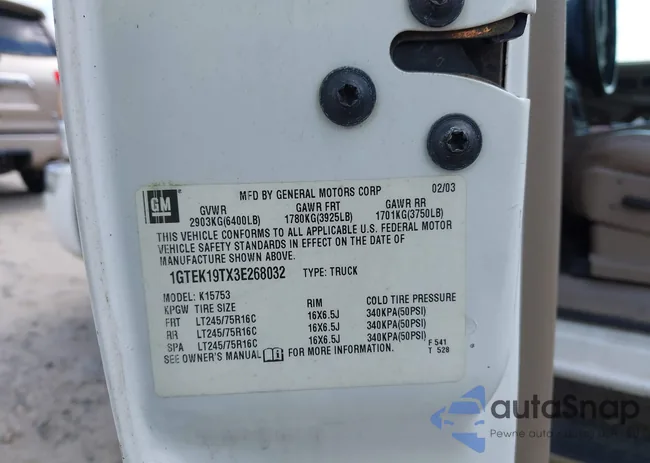 MFD BY GENERAL MOTORS CORP 02/03
GM
GVWR GAWR FRT GAWR RR
2903KG(6400LB) 1780KG(3925LB) 1701KG(3750LB)
THIS VEHICLE CONFORMS TO ALL APPLICABLE U.S. FEDERAL MOTOR
VEHICLE SAFETY STANDARDS IN EFFECT ON THE DATE OF
MANUFACTURE SHOWN ABOVE.
1GTEK19TX3E268032 TYPE: TRUCK
MODEL: K15753
KPGW TIRE SIZE RIM COLD TIRE PRESSURE
FRT LT245/75R16C 16X6.5J 340KPA(50PSI)
RR LT245/75R16C 16X6.5J 340KPA(50PSI)
SPA LT245/75R16C 16X6.5J 340KPA(50PSI)
SEE OWNER'S MANUAL FOR MORE INFORMATION.
F 541
T 528
autoSnap
Pewne auto